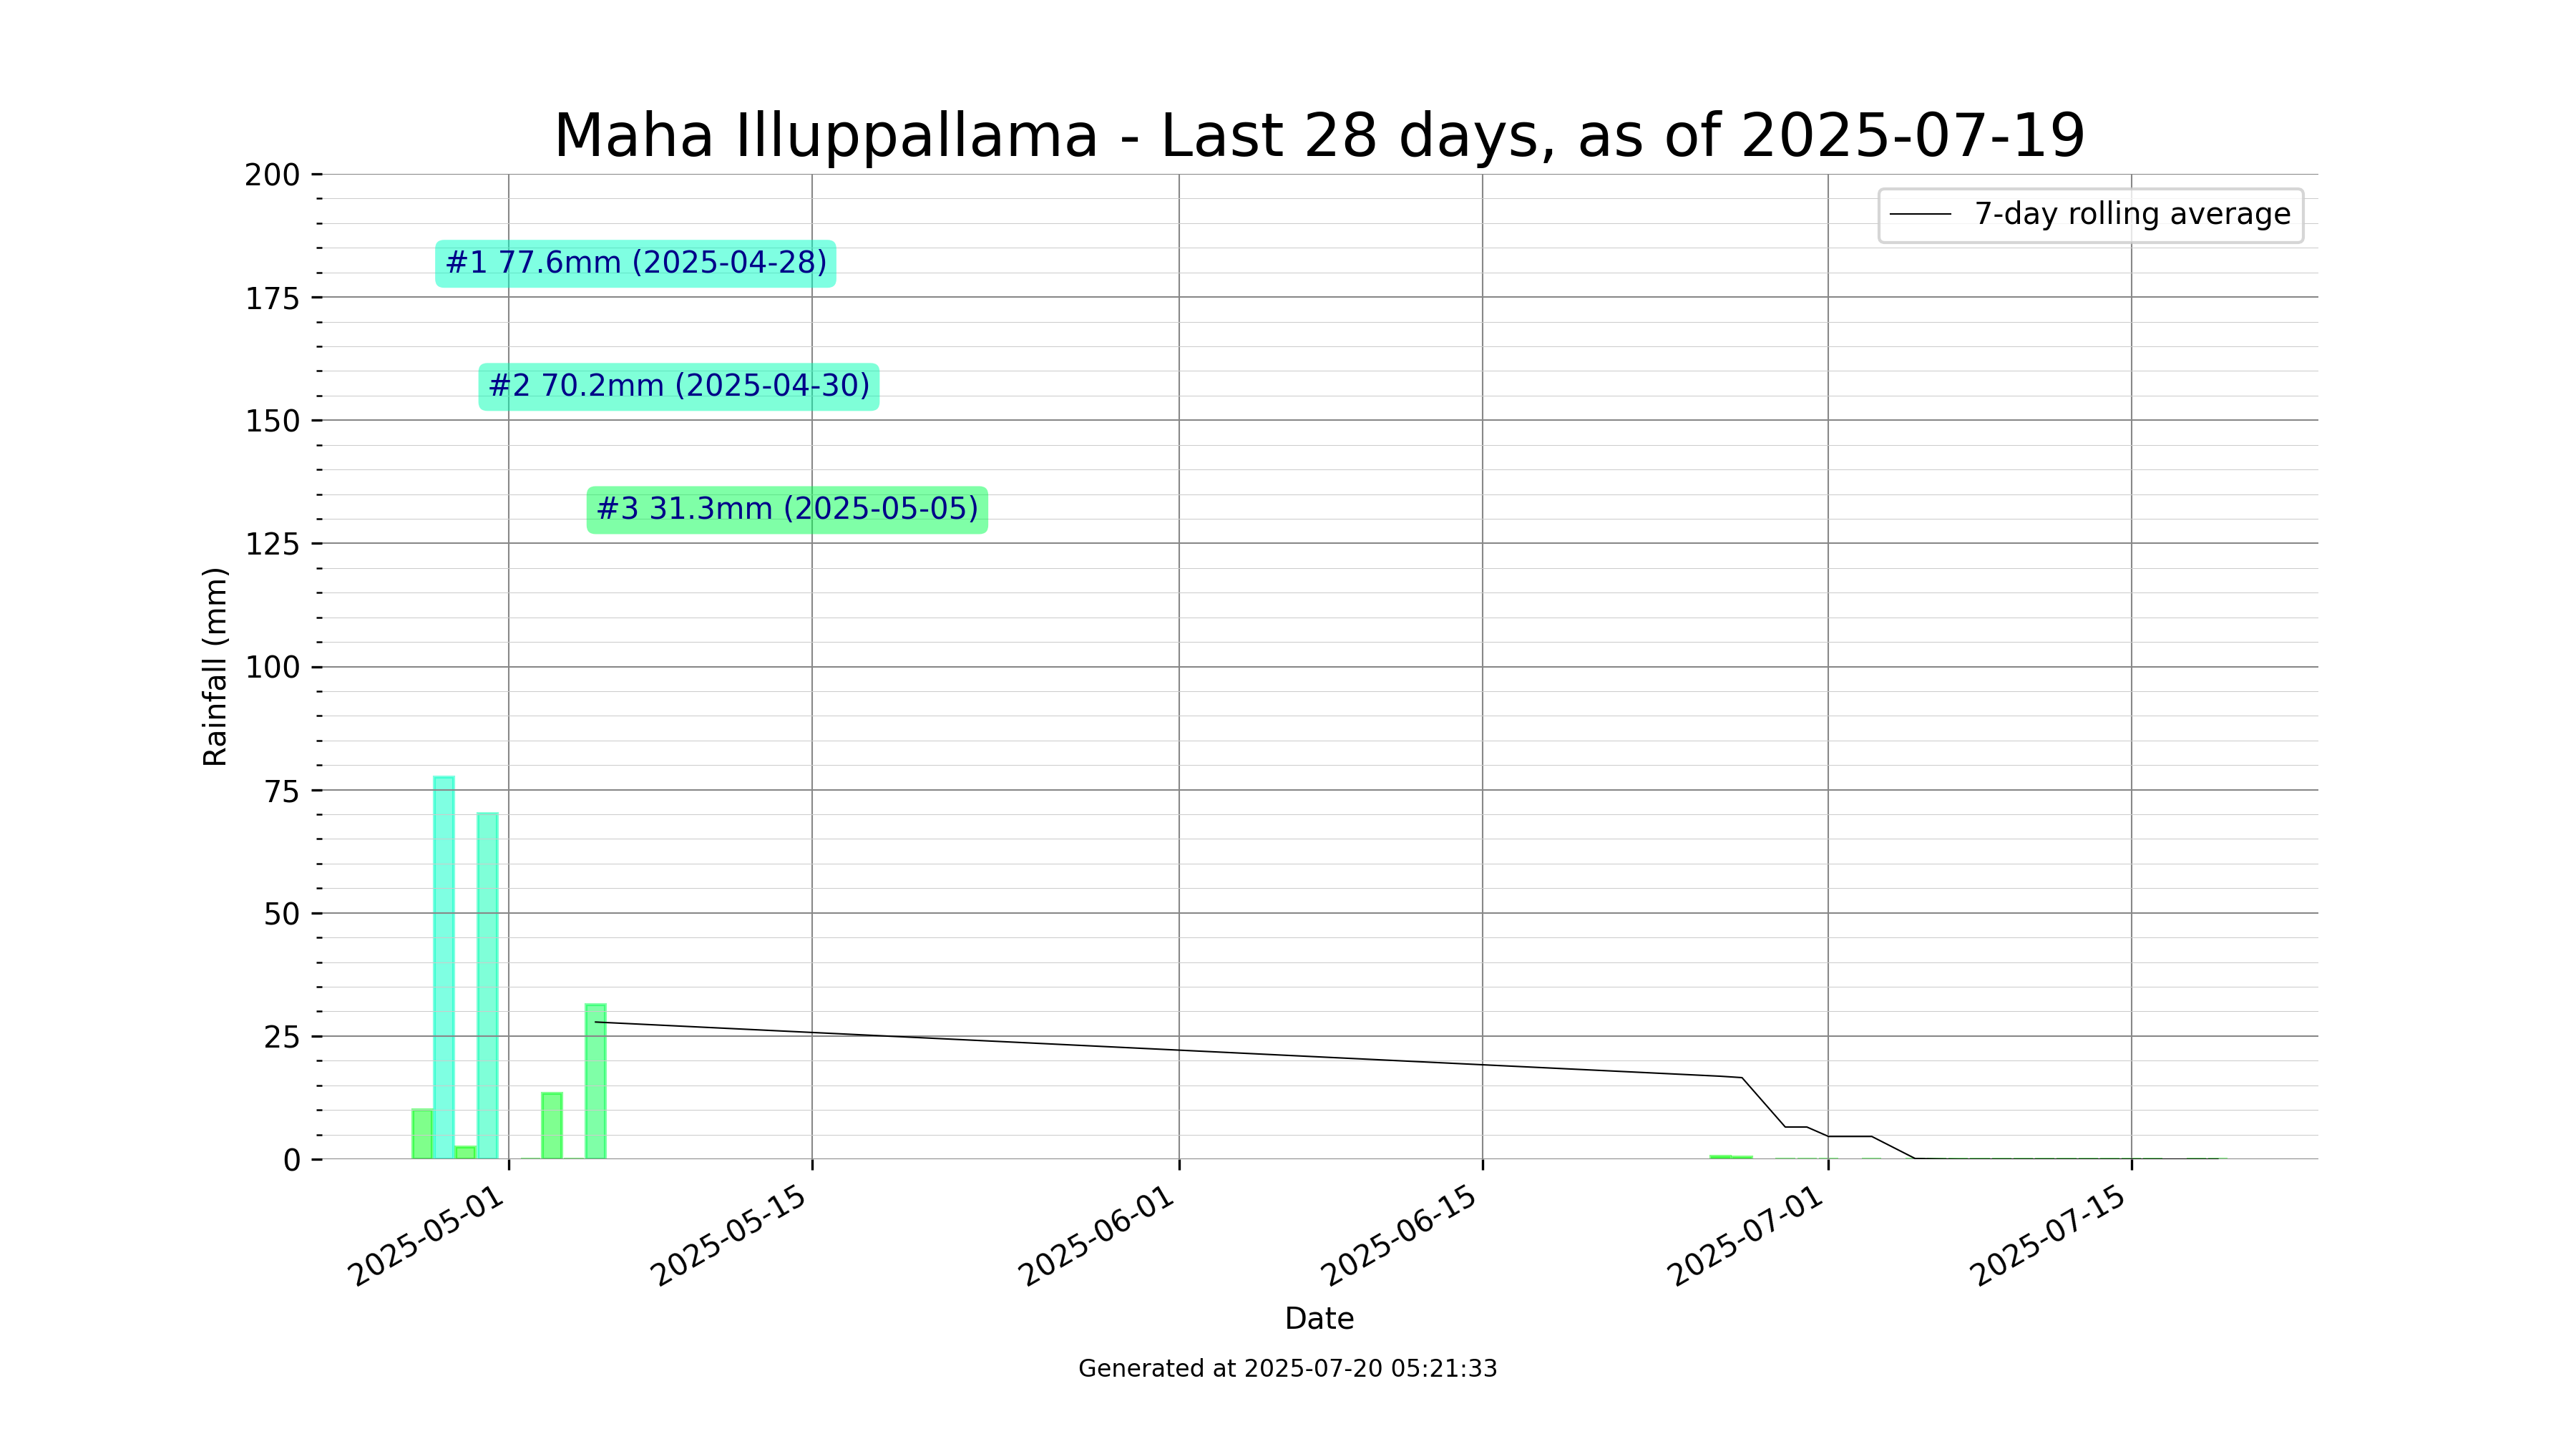 Maha Illuppallama - Last 28 days, as of 2025-07-19
200
175
150
125
100
75
50
25
0
Rainfall (mm)
7-day rolling average
#1 77.6mm (2025-04-28)
#2 70.2mm (2025-04-30)
#3 31.3mm (2025-05-05)
2025-05-01
2025-05-15
2025-06-01
2025-06-15
2025-07-01
2025-07-15
Date
Generated at 2025-07-20 05:21:33